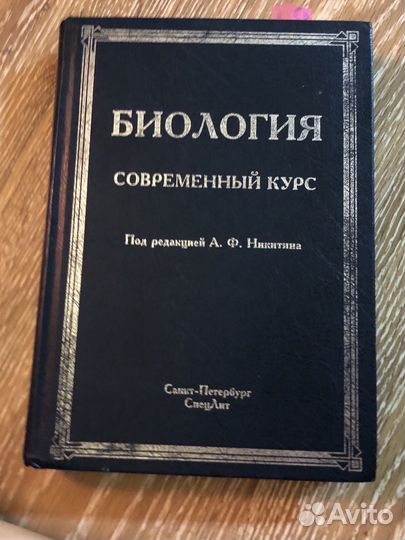 БИОЛОГИЯ
СОВРЕМЕННЫЙ КУРС
Под редакцией А. Ф. Никитина
Санкт-Петербург
СпецЛит
Avito